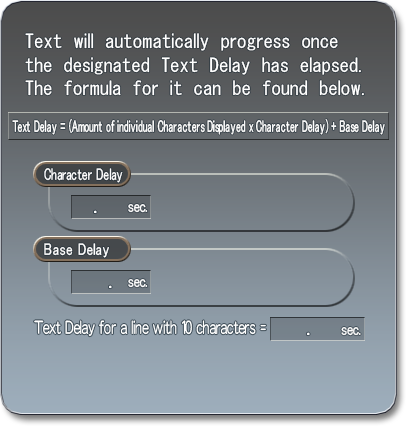 Text will automatically progress once
the designated Text Delay has elapsed.
The formula for it can be found below.
Text Delay = (Amount of individual Characters Displayed x Character Delay) + Base Delay
Character Delay
. sec.
Base Delay
. sec.
Text Delay for a line with 10 characters = . sec.